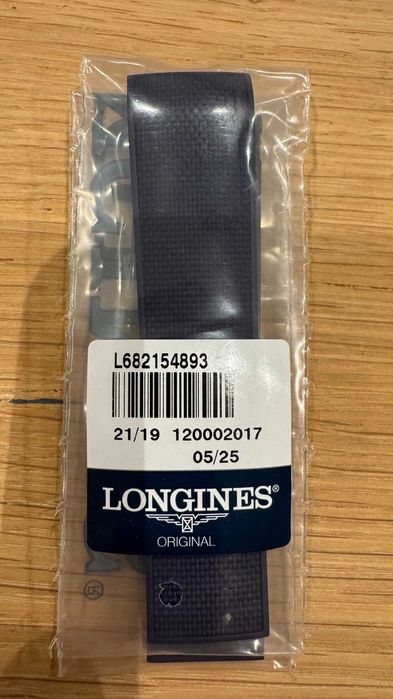 L682154893
21/19 120002017
05/25
LONGINES®
ORIGINAL